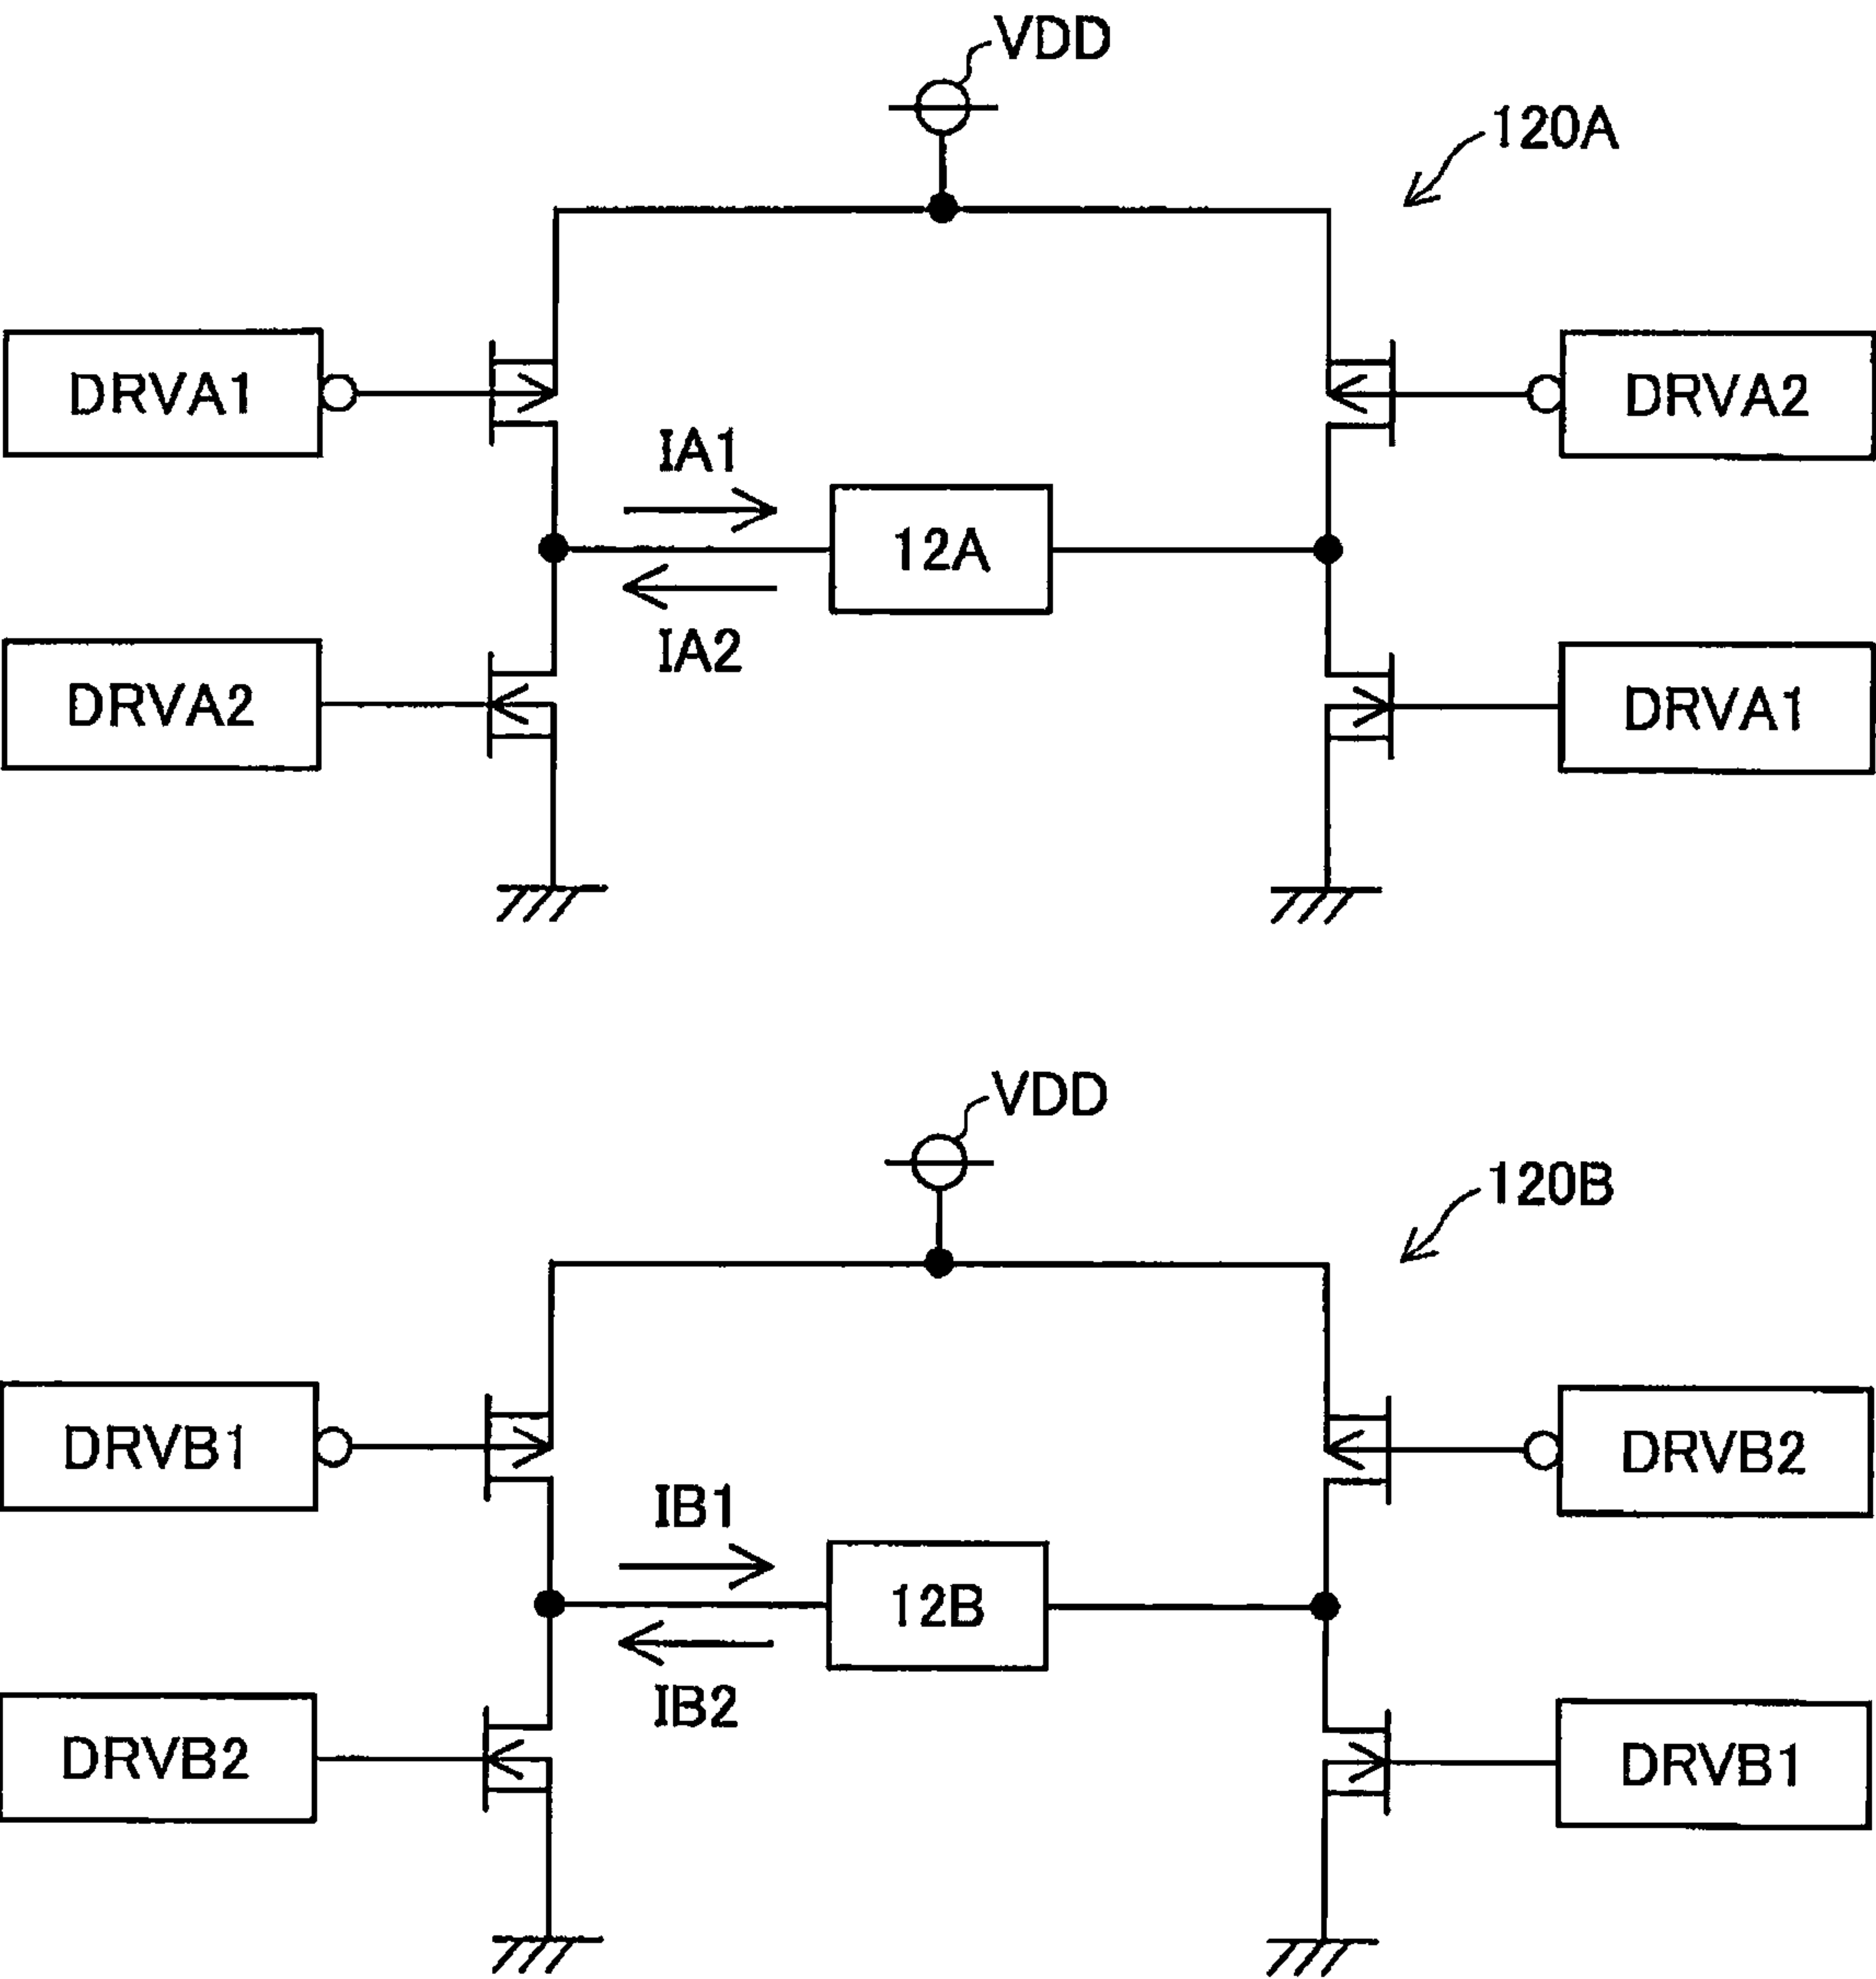 VDD
120A
DRVA1
DRVA2
IA1
12A
IA2
DRVA2
DRVA1
VDD
120B
DRVB1
DRVB2
IB1
12B
IB2
DRVB2
DRVB1